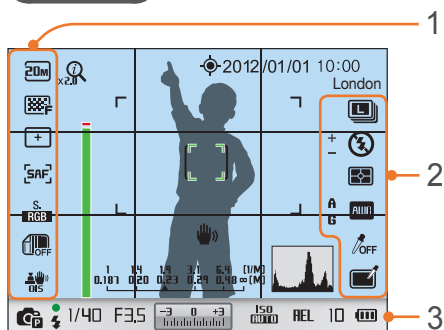 1
20M
x2.0
2012/01/01 10:00
London
F
+
-
2
SAF
S.
RGB
A
G
AWB
OFF
OFF
OIS
1 1.4 1.9 3.1 6.4 (1/M)
0.187 0.20 0.23 0.29 0.48 ∞(M)
P
1/40 F3.5 -3 0 +3 ISO AUTO AEL 10
3